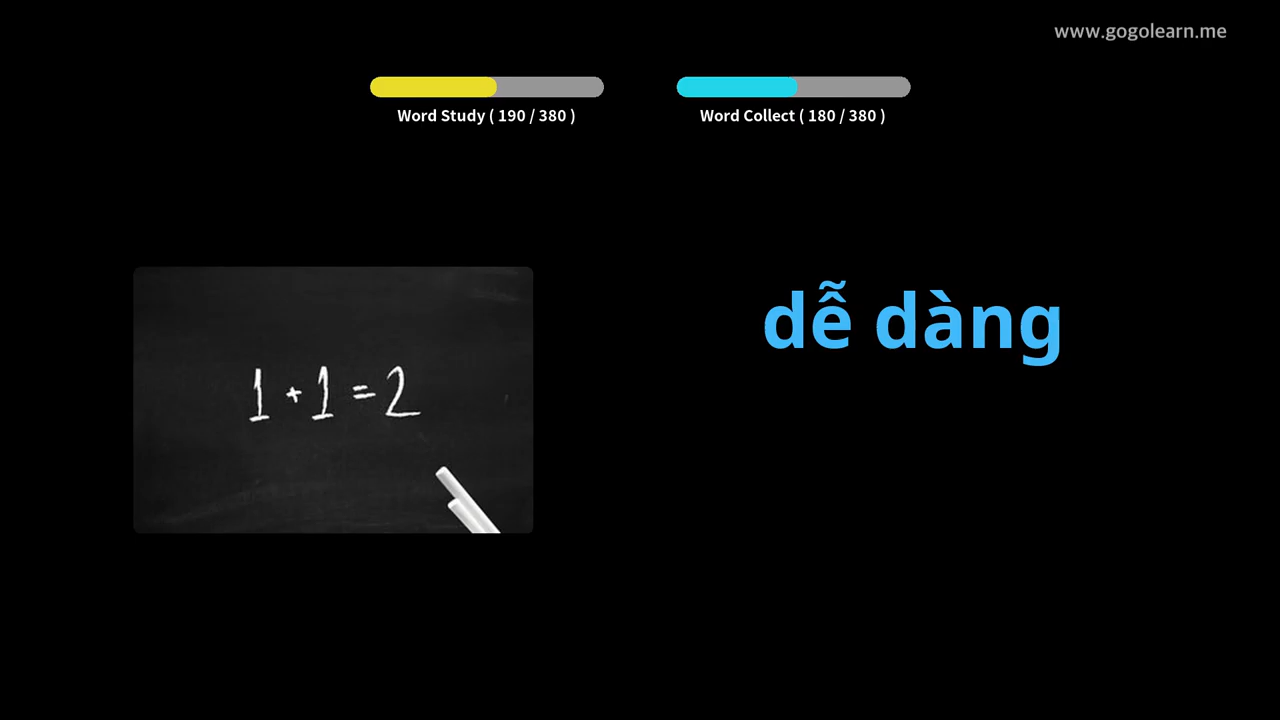 www.gogolearn.me
Word Study ( 190 / 380 )
Word Collect ( 180 / 380 )
dễ dàng
1 + 1 = 2